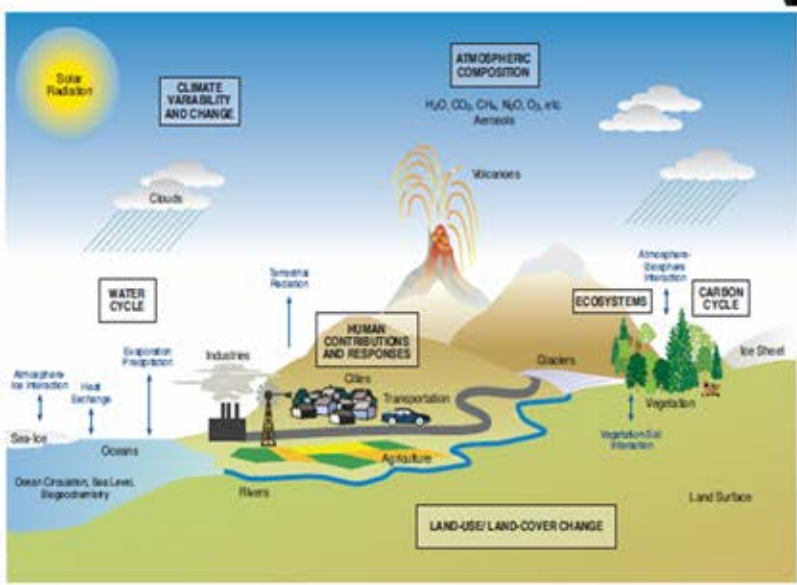 Solar
Radiation
CLIMATE
VARIABILITY
AND CHANGE
ATMOSPHERIC
COMPOSITION
H₂O, CO₂, CH₄, N₂O, O₃, etc.
Aerosols
Volcanoes
Clouds
Atmosphere-
Biosphere
Interaction
WATER
CYCLE
Terrestrial
Radiation
ECOSYSTEMS
CARBON
CYCLE
HUMAN
CONTRIBUTIONS
AND RESPONSES
Evaporation
Precipitation
Industries
Glaciers
Ice Sheet
Atmosphere-
Ice Interaction
Heat
Exchange
Cities
Transportation
Vegetation
Sea-Ice
Oceans
Vegetation-Soil
Interaction
Agriculture
Ocean Circulation, Sea Level,
Biogeochemistry
Rivers
Land Surface
LAND-USE/ LAND-COVER CHANGE